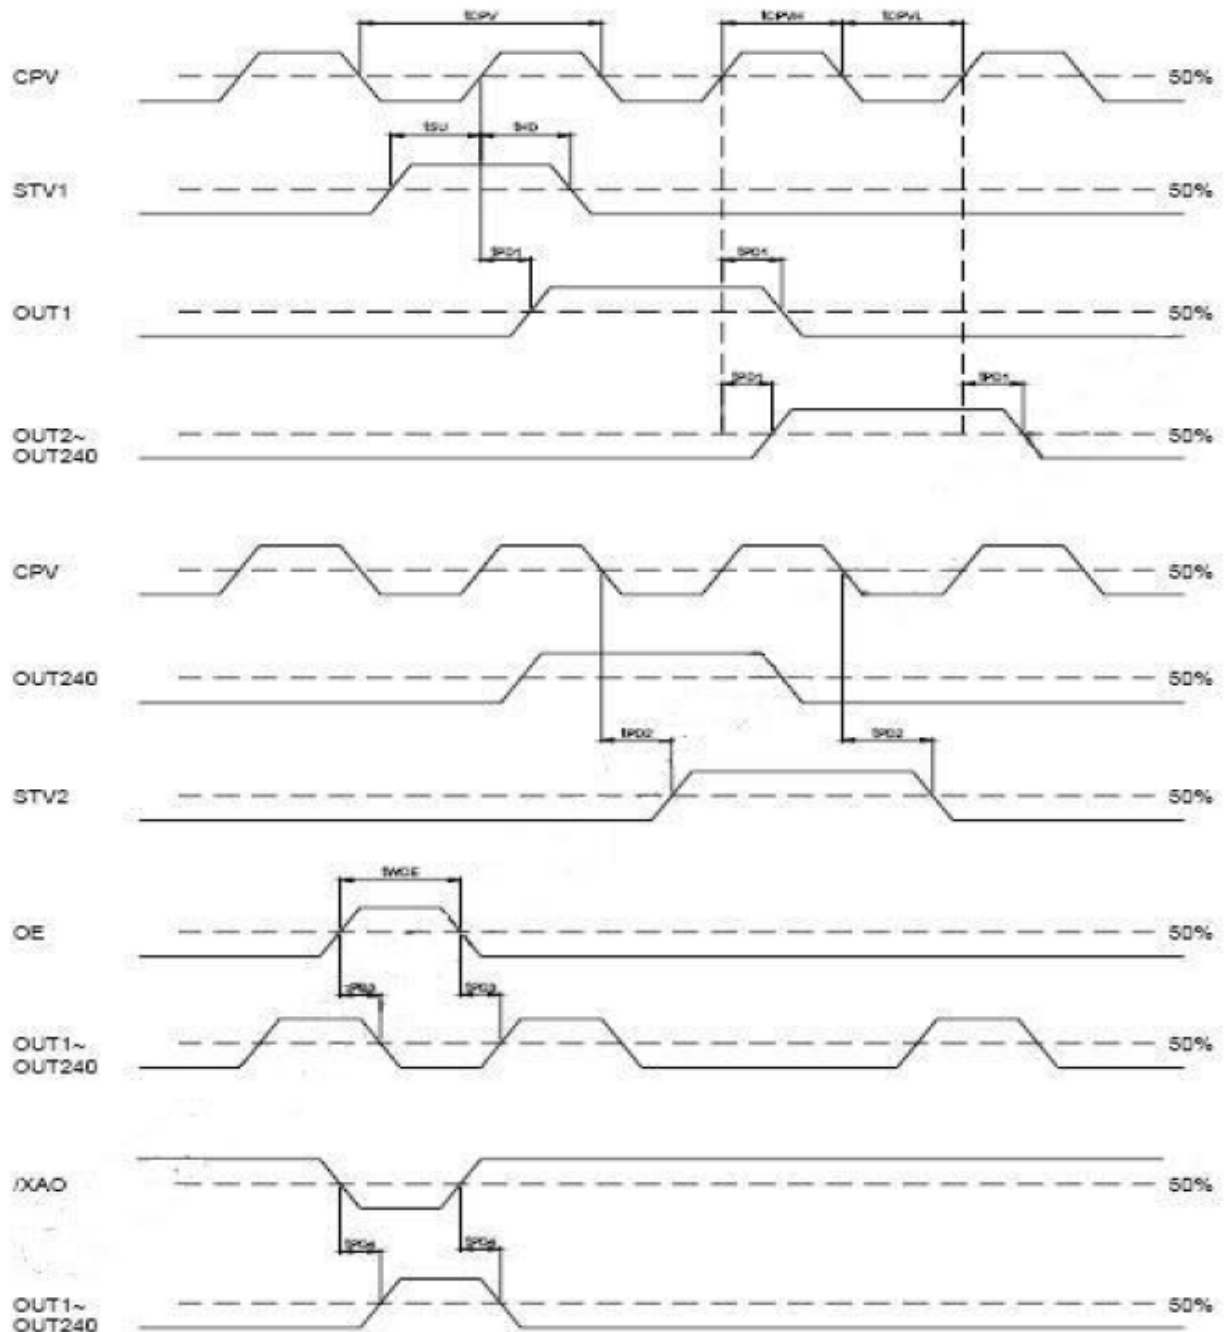 tCPV tCPVH tCPVL
CPV 50%
tSU tHD
STV1 50%
tPD1 tPD1
OUT1 50%
tPD1 tPD1
OUT2~ 50%
OUT240
CPV 50%
OUT240 50%
tPD2 tPD2
STV2 50%
tWOE
OE 50%
tPD3 tPD3
OUT1~ 50%
OUT240
/XAO 50%
tPD4 tPD4
OUT1~ 50%
OUT240